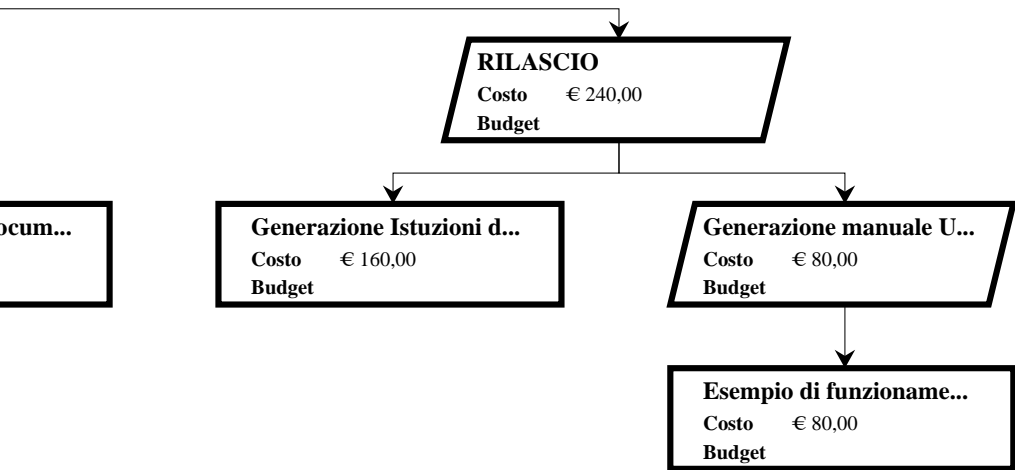 RILASCIO
Costo € 240,00
Budget
ocum...
Generazione Istuzioni d...
Costo € 160,00
Budget
Generazione manuale U...
Costo € 80,00
Budget
Esempio di funzioname...
Costo € 80,00
Budget